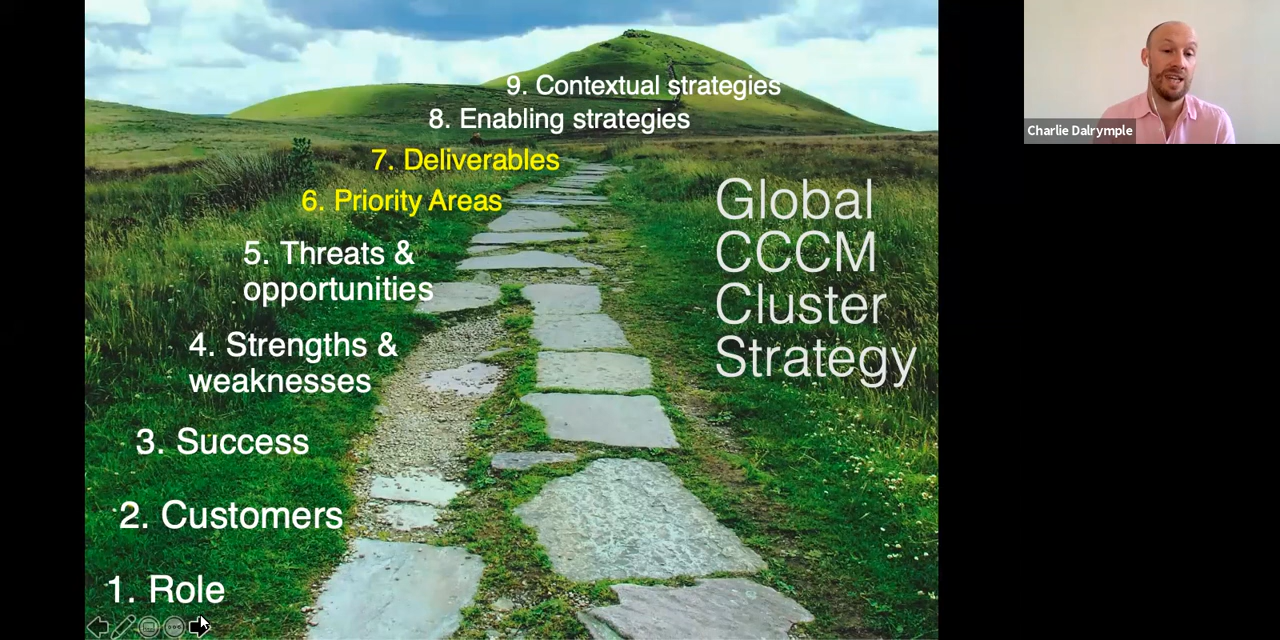 9. Contextual strategies
8. Enabling strategies
7. Deliverables
6. Priority Areas
5. Threats &
opportunities
4. Strengths &
weaknesses
3. Success
2. Customers
1. Role
Global
CCCM
Cluster
Strategy
Charlie Dalrymple